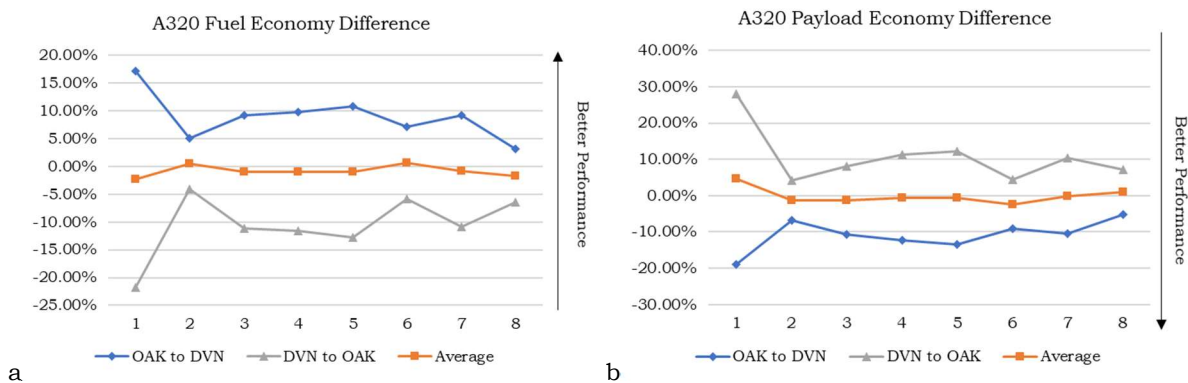 A320 Fuel Economy Difference
20.00%
15.00%
10.00%
5.00%
0.00%
-5.00%
-10.00%
-15.00%
-20.00%
-25.00%
1 2 3 4 5 6 7 8
OAK to DVN DVN to OAK Average
Better Performance
a
A320 Payload Economy Difference
40.00%
30.00%
20.00%
10.00%
0.00%
-10.00%
-20.00%
-30.00%
1 2 3 4 5 6 7 8
OAK to DVN DVN to OAK Average
Better Performance
b